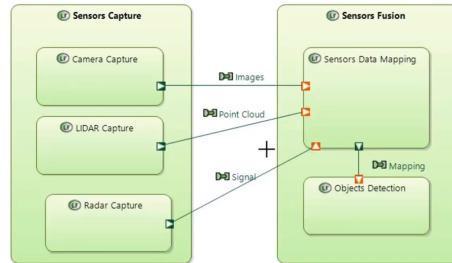 Sensors Capture
Camera Capture
LIDAR Capture
Radar Capture
Images
Point Cloud
Signal
Sensors Fusion
Sensors Data Mapping
Mapping
Objects Detection